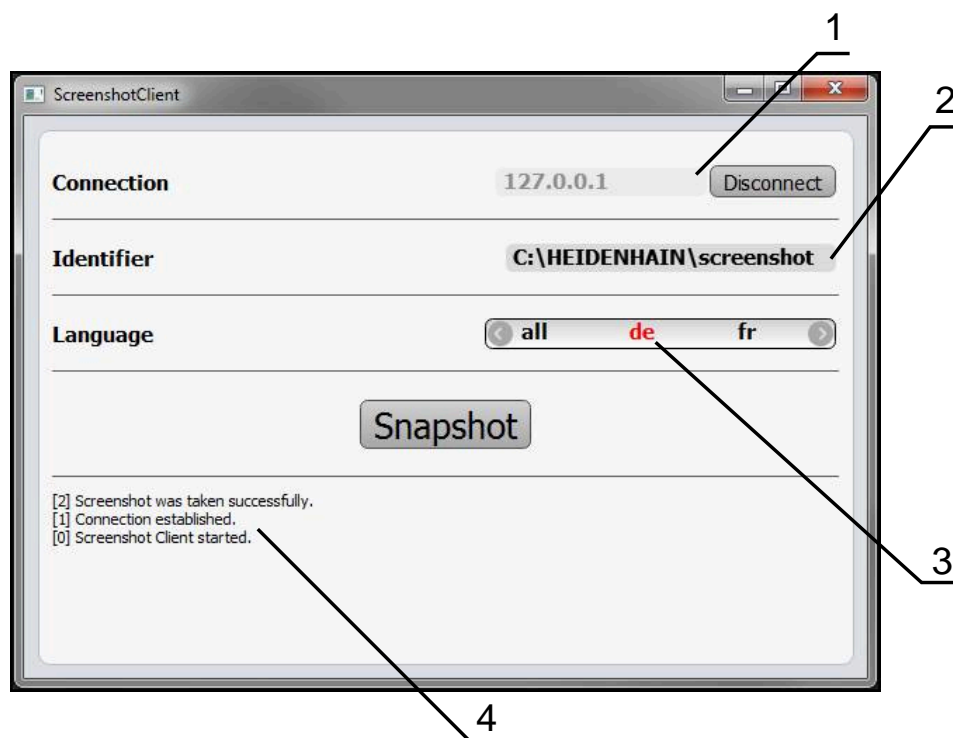 1
ScreenshotClient
2
Connection 127.0.0.1 Disconnect
Identifier C:\HEIDENHAIN\screenshot
Language all de fr
Snapshot
[2] Screenshot was taken successfully.
[1] Connection established.
[0] Screenshot Client started.
3
4